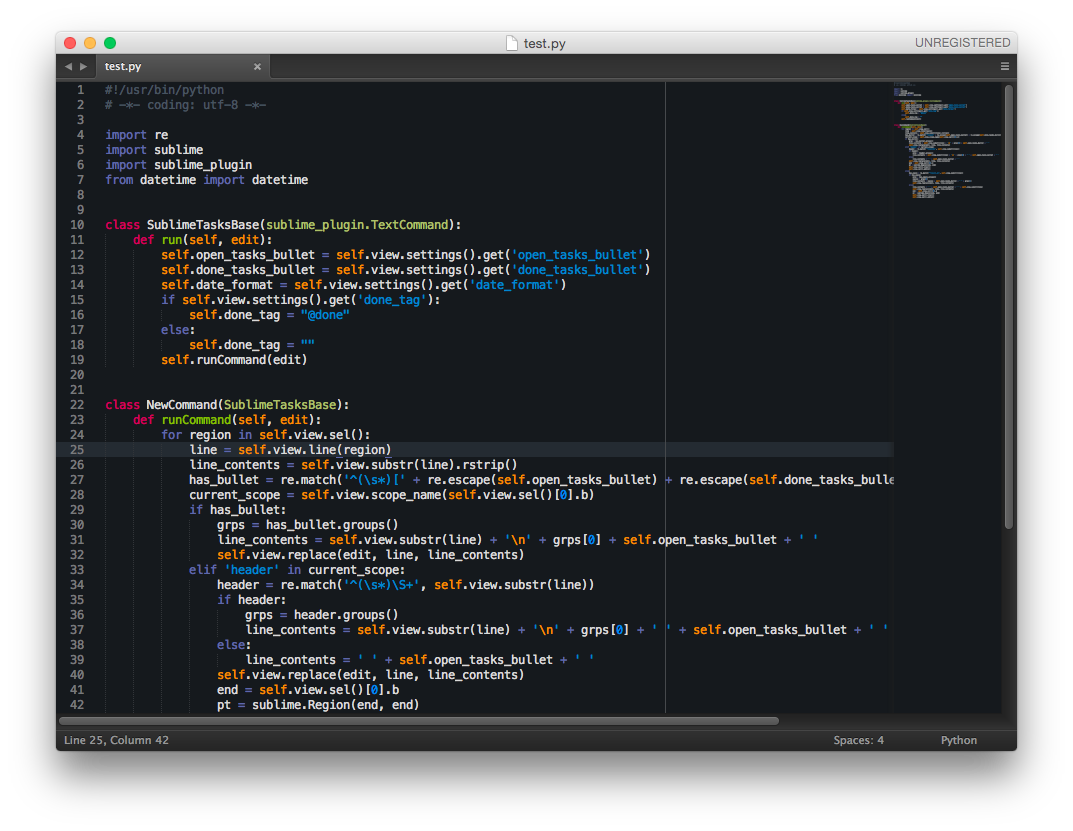 test.py
UNREGISTERED
test.py
1 #!/usr/bin/python
2 # -*- coding: utf-8 -*-
3
4 import re
5 import sublime
6 import sublime_plugin
7 from datetime import datetime
8
9
10 class SublimeTasksBase(sublime_plugin.TextCommand):
11     def run(self, edit):
12         self.open_tasks_bullet = self.view.settings().get('open_tasks_bullet')
13         self.done_tasks_bullet = self.view.settings().get('done_tasks_bullet')
14         self.date_format = self.view.settings().get('date_format')
15         if self.view.settings().get('done_tag'):
16             self.done_tag = "@done"
17         else:
18             self.done_tag = ""
19         self.runCommand(edit)
20
21
22 class NewCommand(SublimeTasksBase):
23     def runCommand(self, edit):
24         for region in self.view.sel():
25             line = self.view.line(region)
26             line_contents = self.view.substr(line).rstrip()
27             has_bullet = re.match('^(\s*)[' + re.escape(self.open_tasks_bullet) + re.escape(self.done_tasks_bulle
28             current_scope = self.view.scope_name(self.view.sel()[0].b)
29             if has_bullet:
30                 grps = has_bullet.groups()
31                 line_contents = self.view.substr(line) + '\n' + grps[0] + self.open_tasks_bullet + ' '
32                 self.view.replace(edit, line, line_contents)
33             elif 'header' in current_scope:
34                 header = re.match('^(\s*)\S+', self.view.substr(line))
35                 if header:
36                     grps = header.groups()
37                     line_contents = self.view.substr(line) + '\n' + grps[0] + ' ' + self.open_tasks_bullet + ' '
38                 else:
39                     line_contents = ' ' + self.open_tasks_bullet + ' '
40                 self.view.replace(edit, line, line_contents)
41                 end = self.view.sel()[0].b
42                 pt = sublime.Region(end, end)
Line 25, Column 42
Spaces: 4
Python